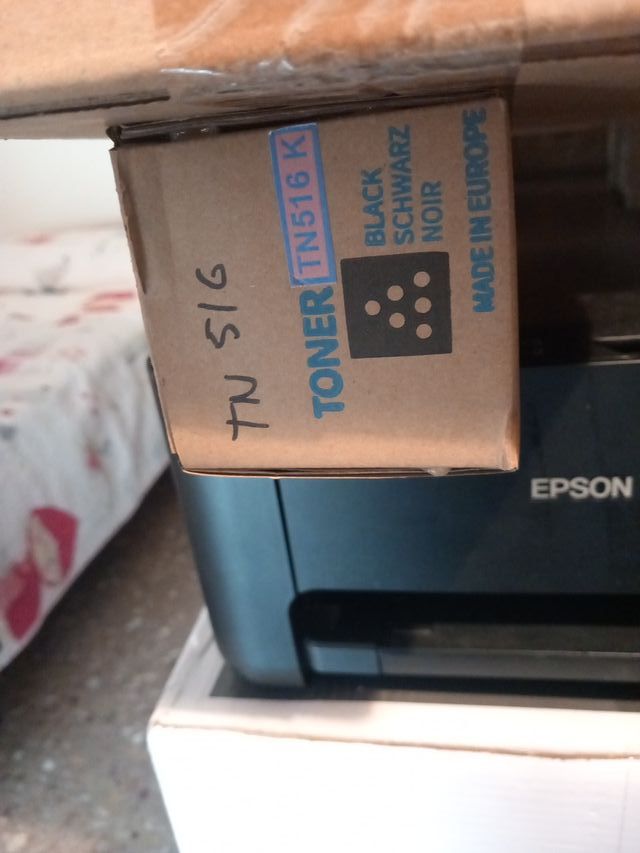 TONER TN516 K
BLACK
SCHWARZ
NOIR
MADE IN EUROPE
TN 516
EPSON